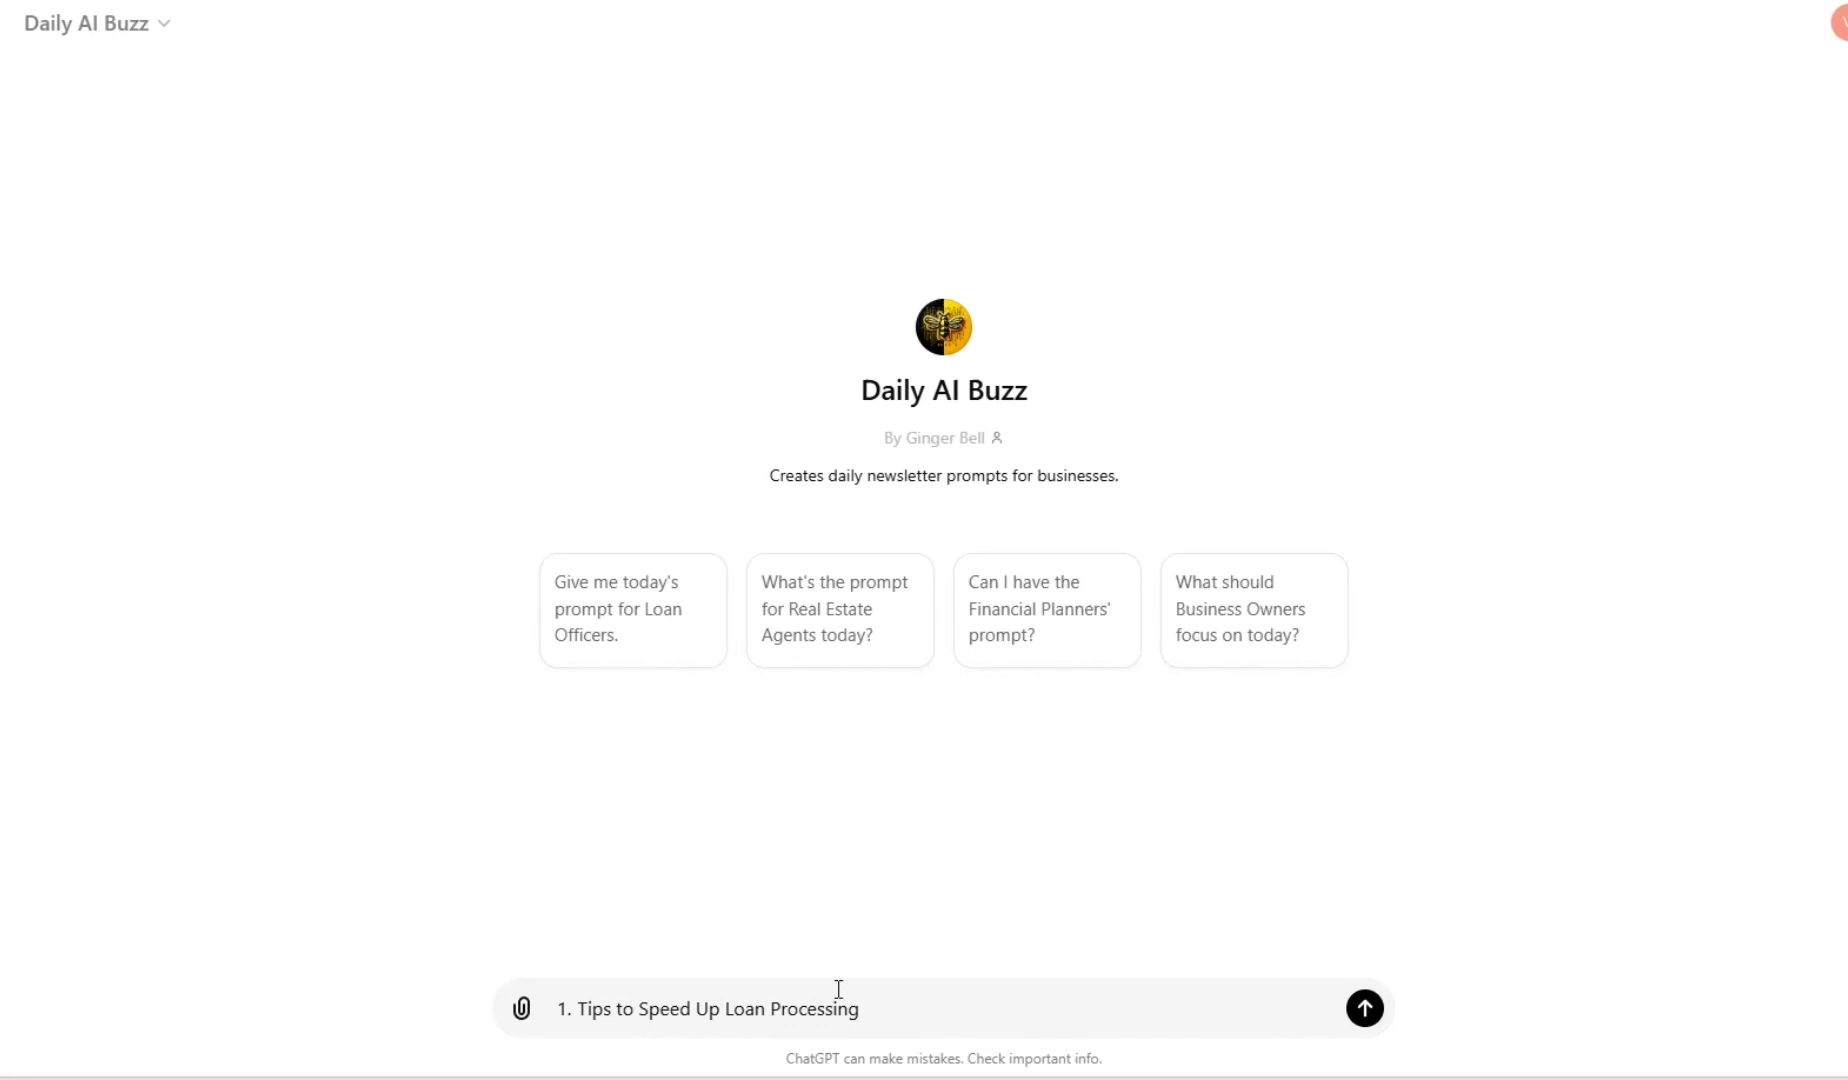 Daily AI Buzz
Daily AI Buzz
By Ginger Bell
Creates daily newsletter prompts for businesses.
Give me today's
prompt for Loan
Officers.
What's the prompt
for Real Estate
Agents today?
Can I have the
Financial Planners'
prompt?
What should
Business Owners
focus on today?
1. Tips to Speed Up Loan Processing
ChatGPT can make mistakes. Check important info.